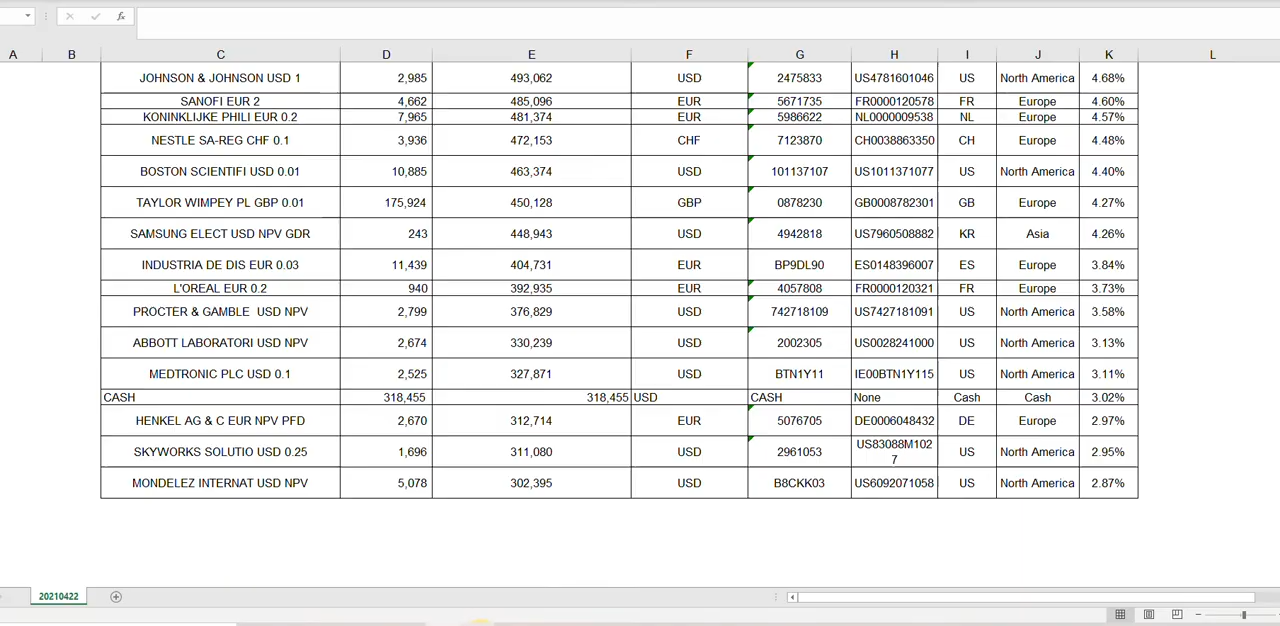 fx
A B C D E F G H I J K L
JOHNSON & JOHNSON USD 1 2,985 493,062 USD 2475833 US4781601046 US North America 4.68%
SANOFI EUR 2 4,662 485,096 EUR 5671735 FR0000120578 FR Europe 4.60%
KONINKLIJKE PHILI EUR 0.2 7,965 481,374 EUR 5986622 NL0000009538 NL Europe 4.57%
NESTLE SA-REG CHF 0.1 3,936 472,153 CHF 7123870 CH0038863350 CH Europe 4.48%
BOSTON SCIENTIFI USD 0.01 10,885 463,374 USD 101137107 US1011371077 US North America 4.40%
TAYLOR WIMPEY PL GBP 0.01 175,924 450,128 GBP 0878230 GB0008782301 GB Europe 4.27%
SAMSUNG ELECT USD NPV GDR 243 448,943 USD 4942818 US7960508882 KR Asia 4.26%
INDUSTRIA DE DIS EUR 0.03 11,439 404,731 EUR BP9DL90 ES0148396007 ES Europe 3.84%
L'OREAL EUR 0.2 940 392,935 EUR 4057808 FR0000120321 FR Europe 3.73%
PROCTER & GAMBLE USD NPV 2,799 376,829 USD 742718109 US7427181091 US North America 3.58%
ABBOTT LABORATORI USD NPV 2,674 330,239 USD 2002305 US0028241000 US North America 3.13%
MEDTRONIC PLC USD 0.1 2,525 327,871 USD BTN1Y11 IE00BTN1Y115 US North America 3.11%
CASH 318,455 318,455 USD CASH None Cash Cash 3.02%
HENKEL AG & C EUR NPV PFD 2,670 312,714 EUR 5076705 DE0006048432 DE Europe 2.97%
SKYWORKS SOLUTIO USD 0.25 1,696 311,080 USD 2961053 US83088M102
7 US North America 2.95%
MONDELEZ INTERNAT USD NPV 5,078 302,395 USD B8CKK03 US6092071058 US North America 2.87%
20210422